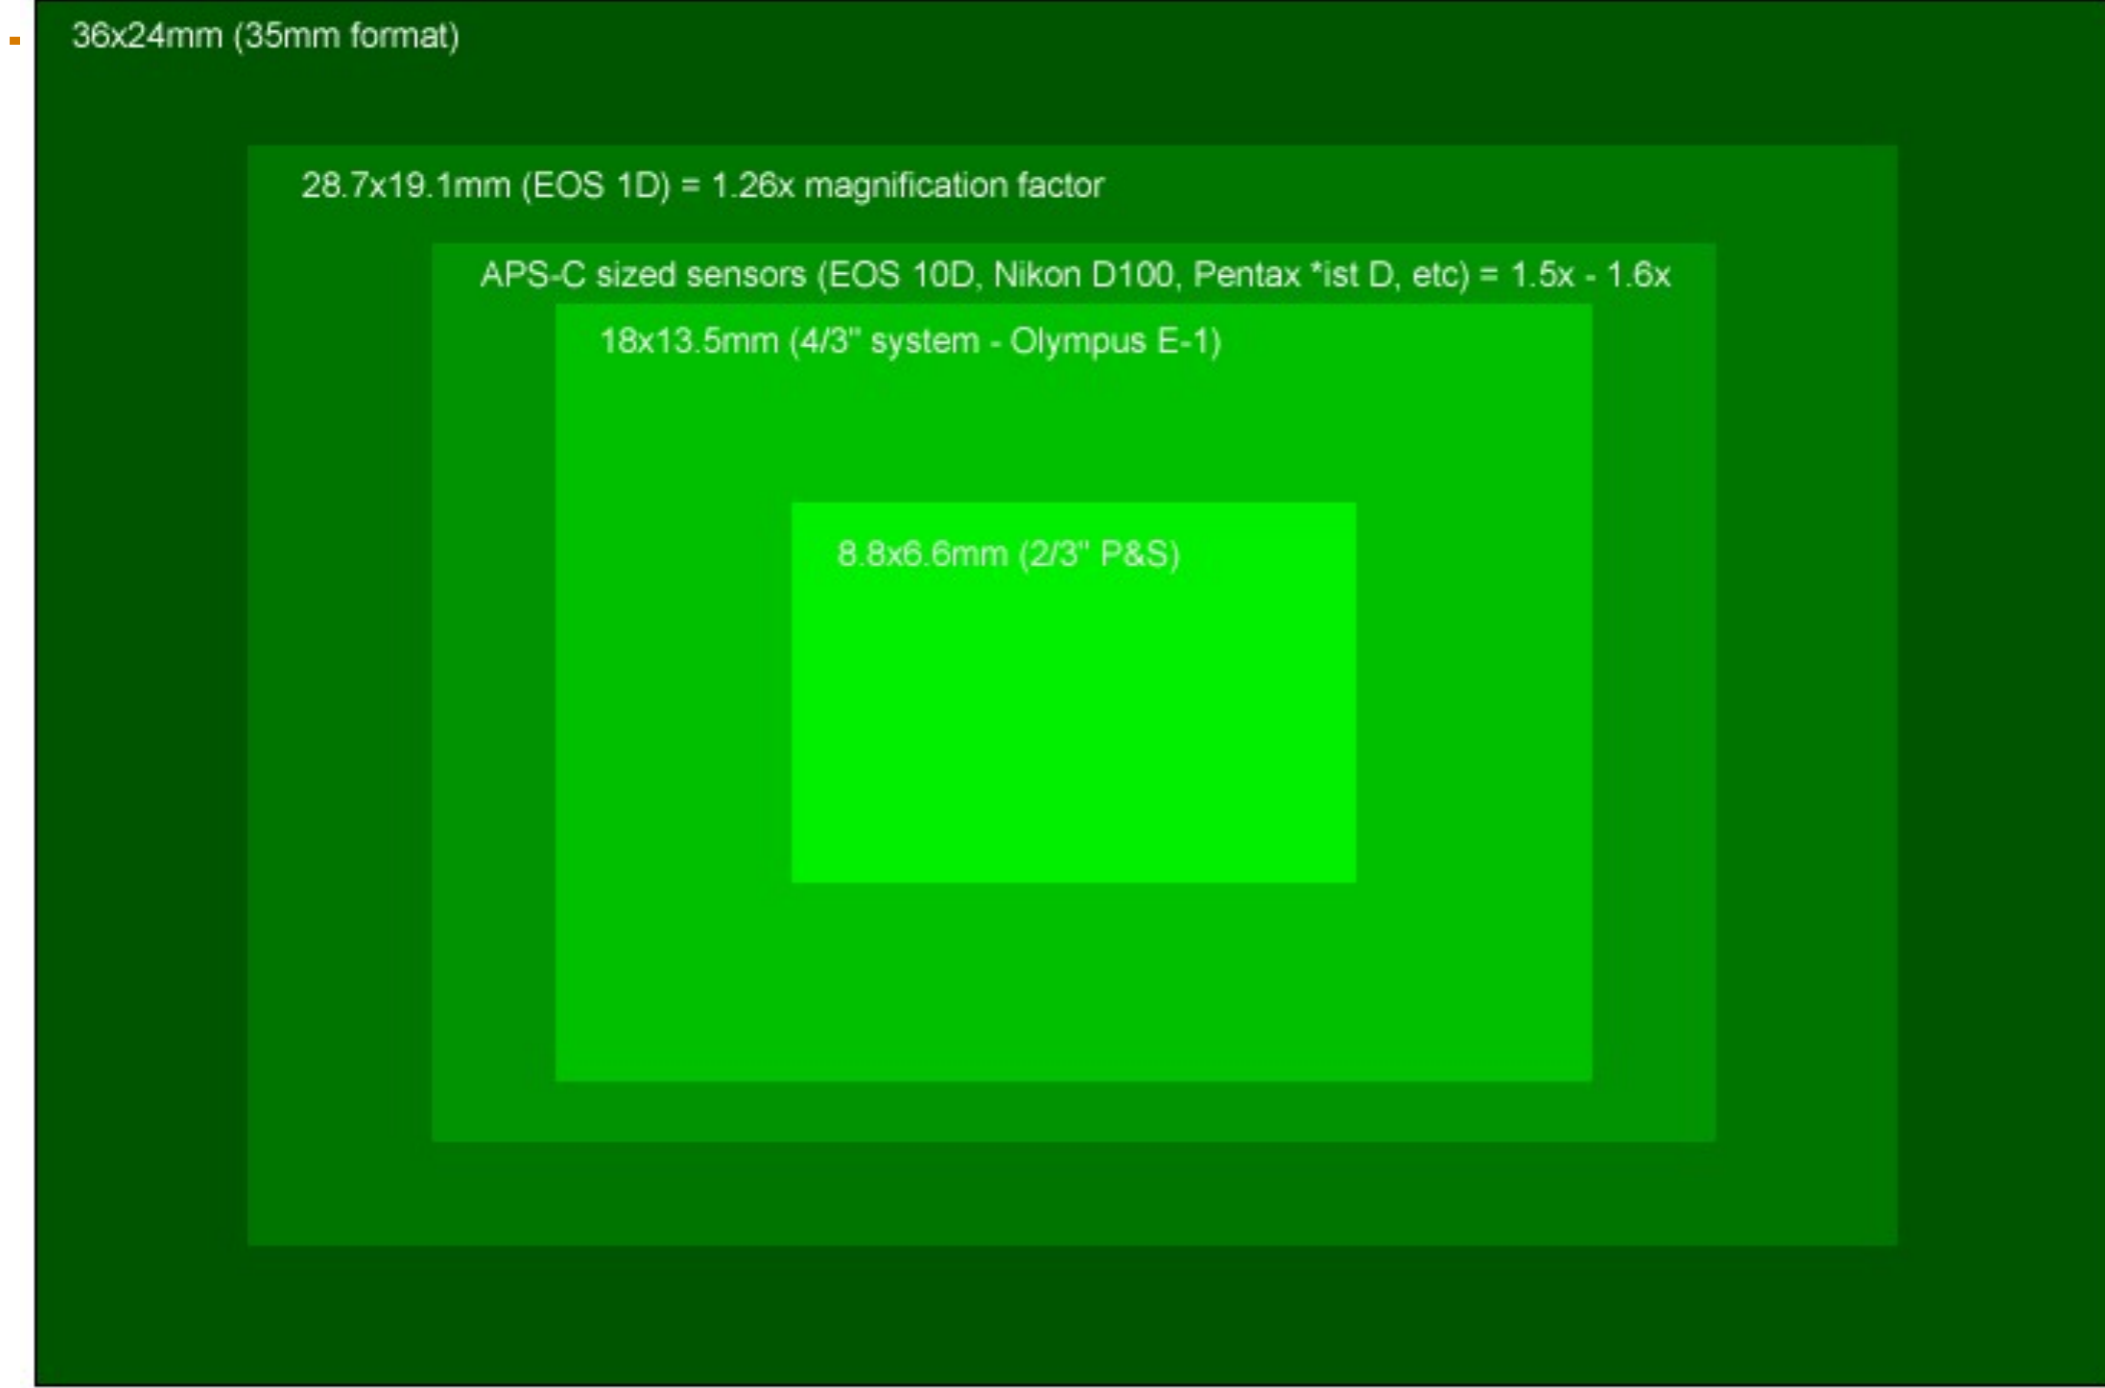 36x24mm (35mm format)
28.7x19.1mm (EOS 1D) = 1.26x magnification factor
APS-C sized sensors (EOS 10D, Nikon D100, Pentax *ist D, etc) = 1.5x - 1.6x
18x13.5mm (4/3" system - Olympus E-1)
8.8x6.6mm (2/3" P&S)